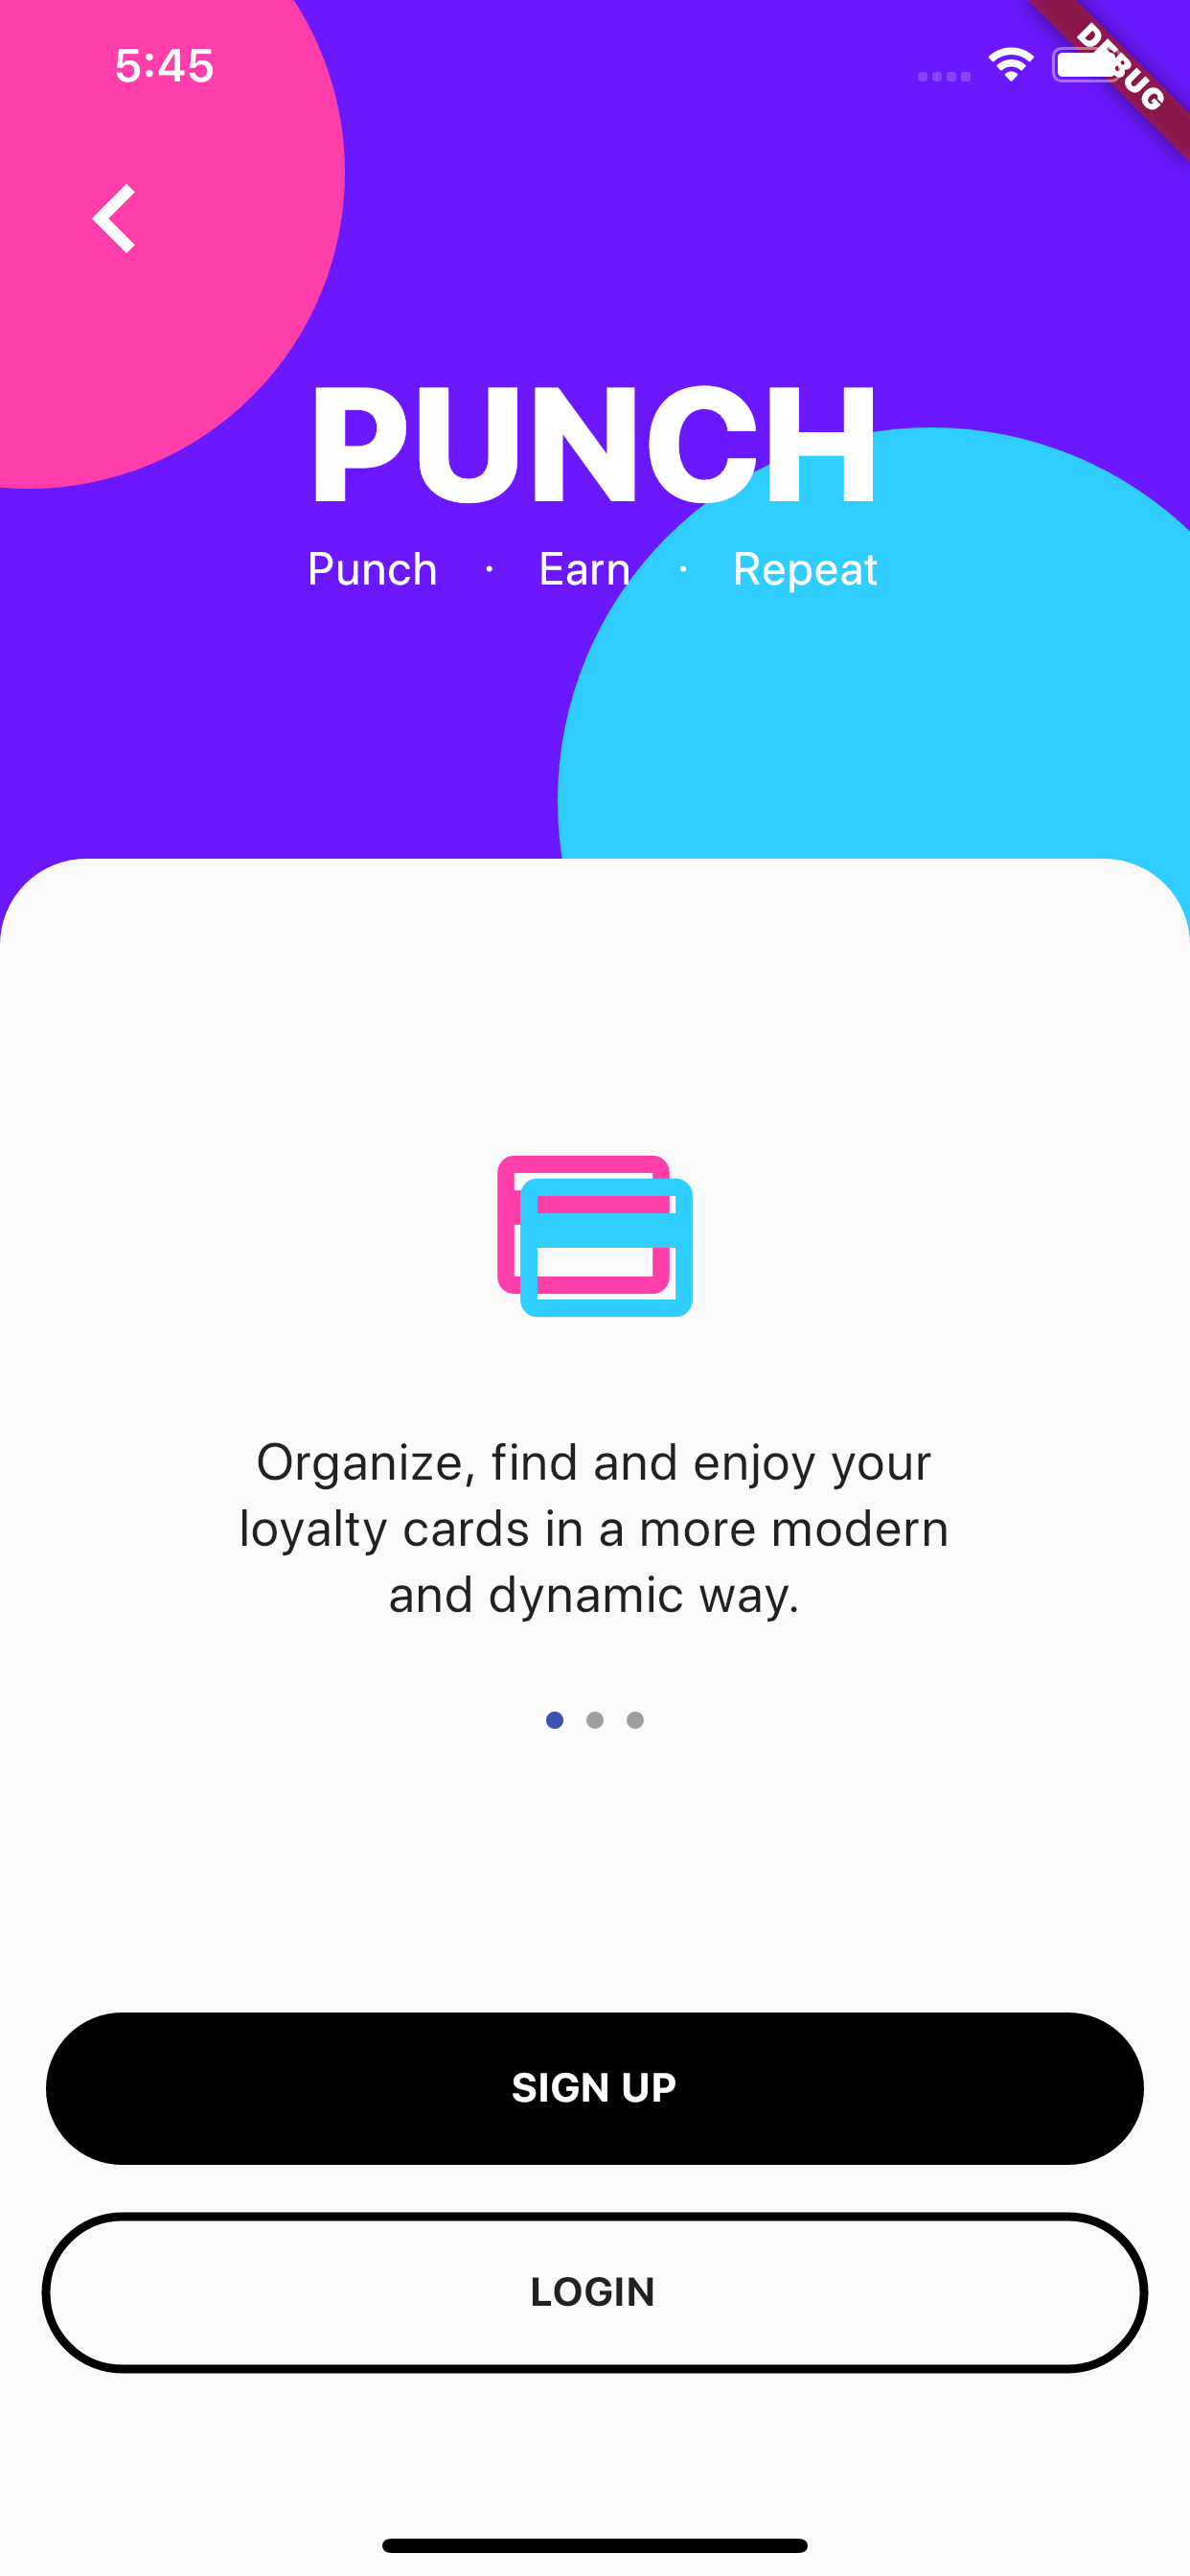 5:45
DEBUG
PUNCH
Punch · Earn · Repeat
Organize, find and enjoy your
loyalty cards in a more modern
and dynamic way.
SIGN UP
LOGIN